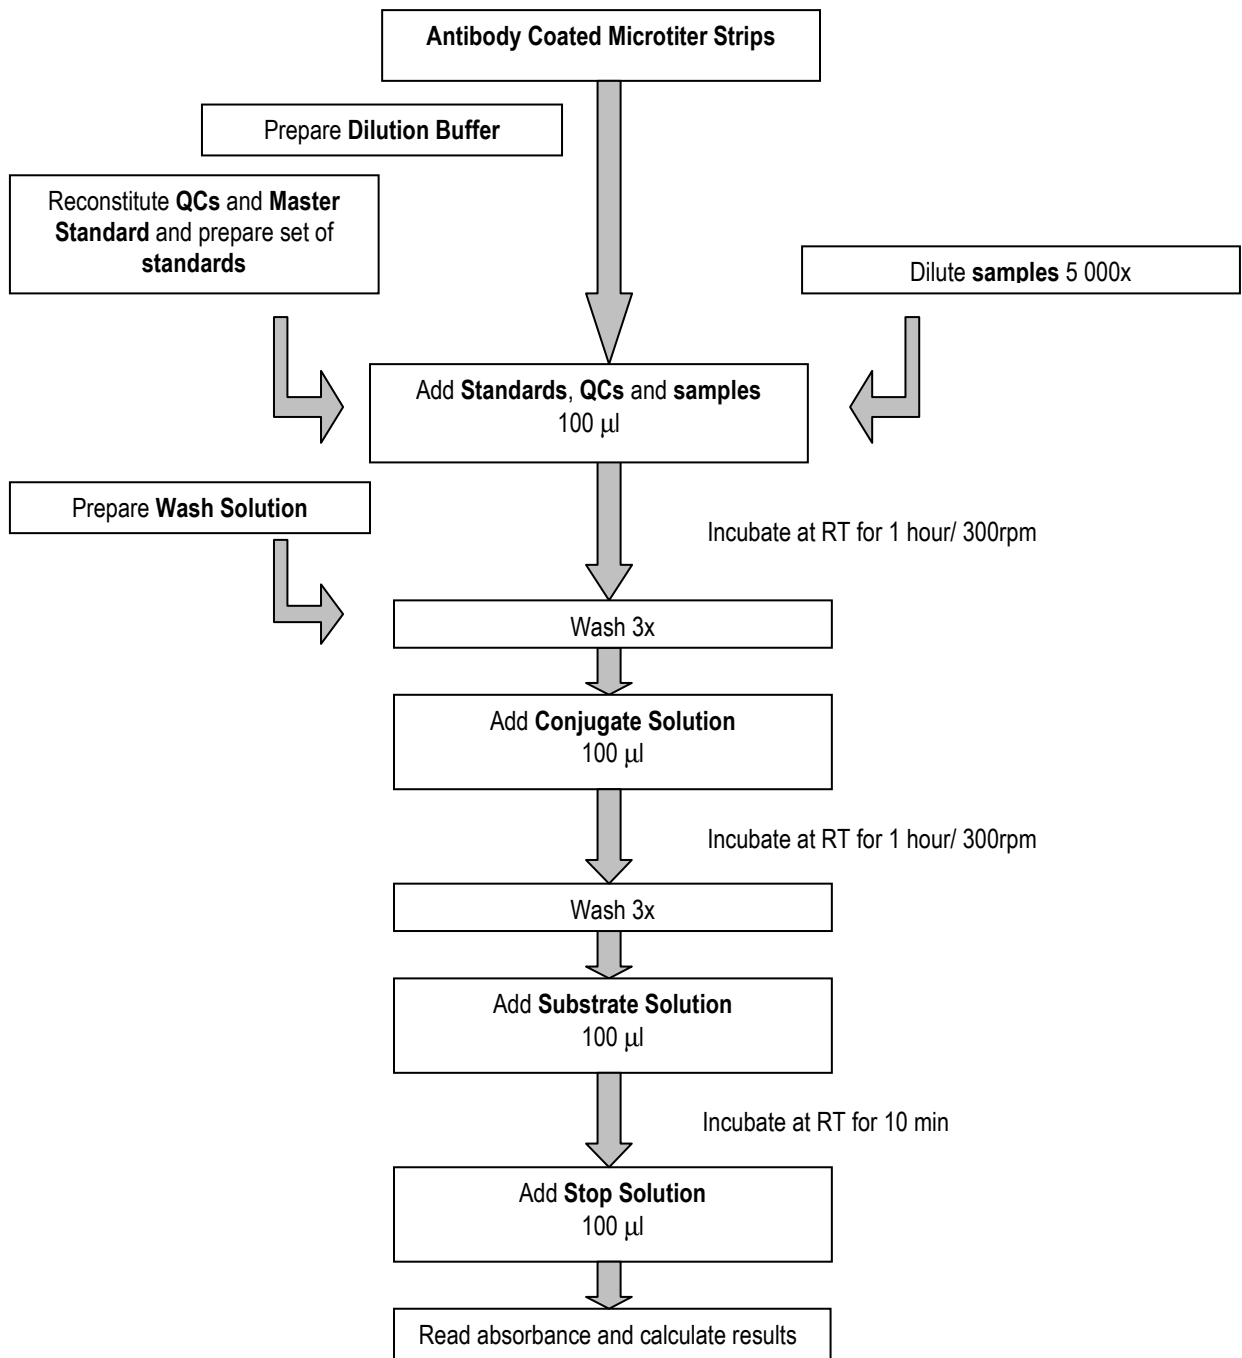 Antibody Coated Microtiter Strips
Prepare Dilution Buffer
Reconstitute QCs and Master
Standard and prepare set of
standards
Dilute samples 5 000x
Add Standards, QCs and samples
100 µl
Prepare Wash Solution
Incubate at RT for 1 hour/ 300rpm
Wash 3x
Add Conjugate Solution
100 µl
Incubate at RT for 1 hour/ 300rpm
Wash 3x
Add Substrate Solution
100 µl
Incubate at RT for 10 min
Add Stop Solution
100 µl
Read absorbance and calculate results